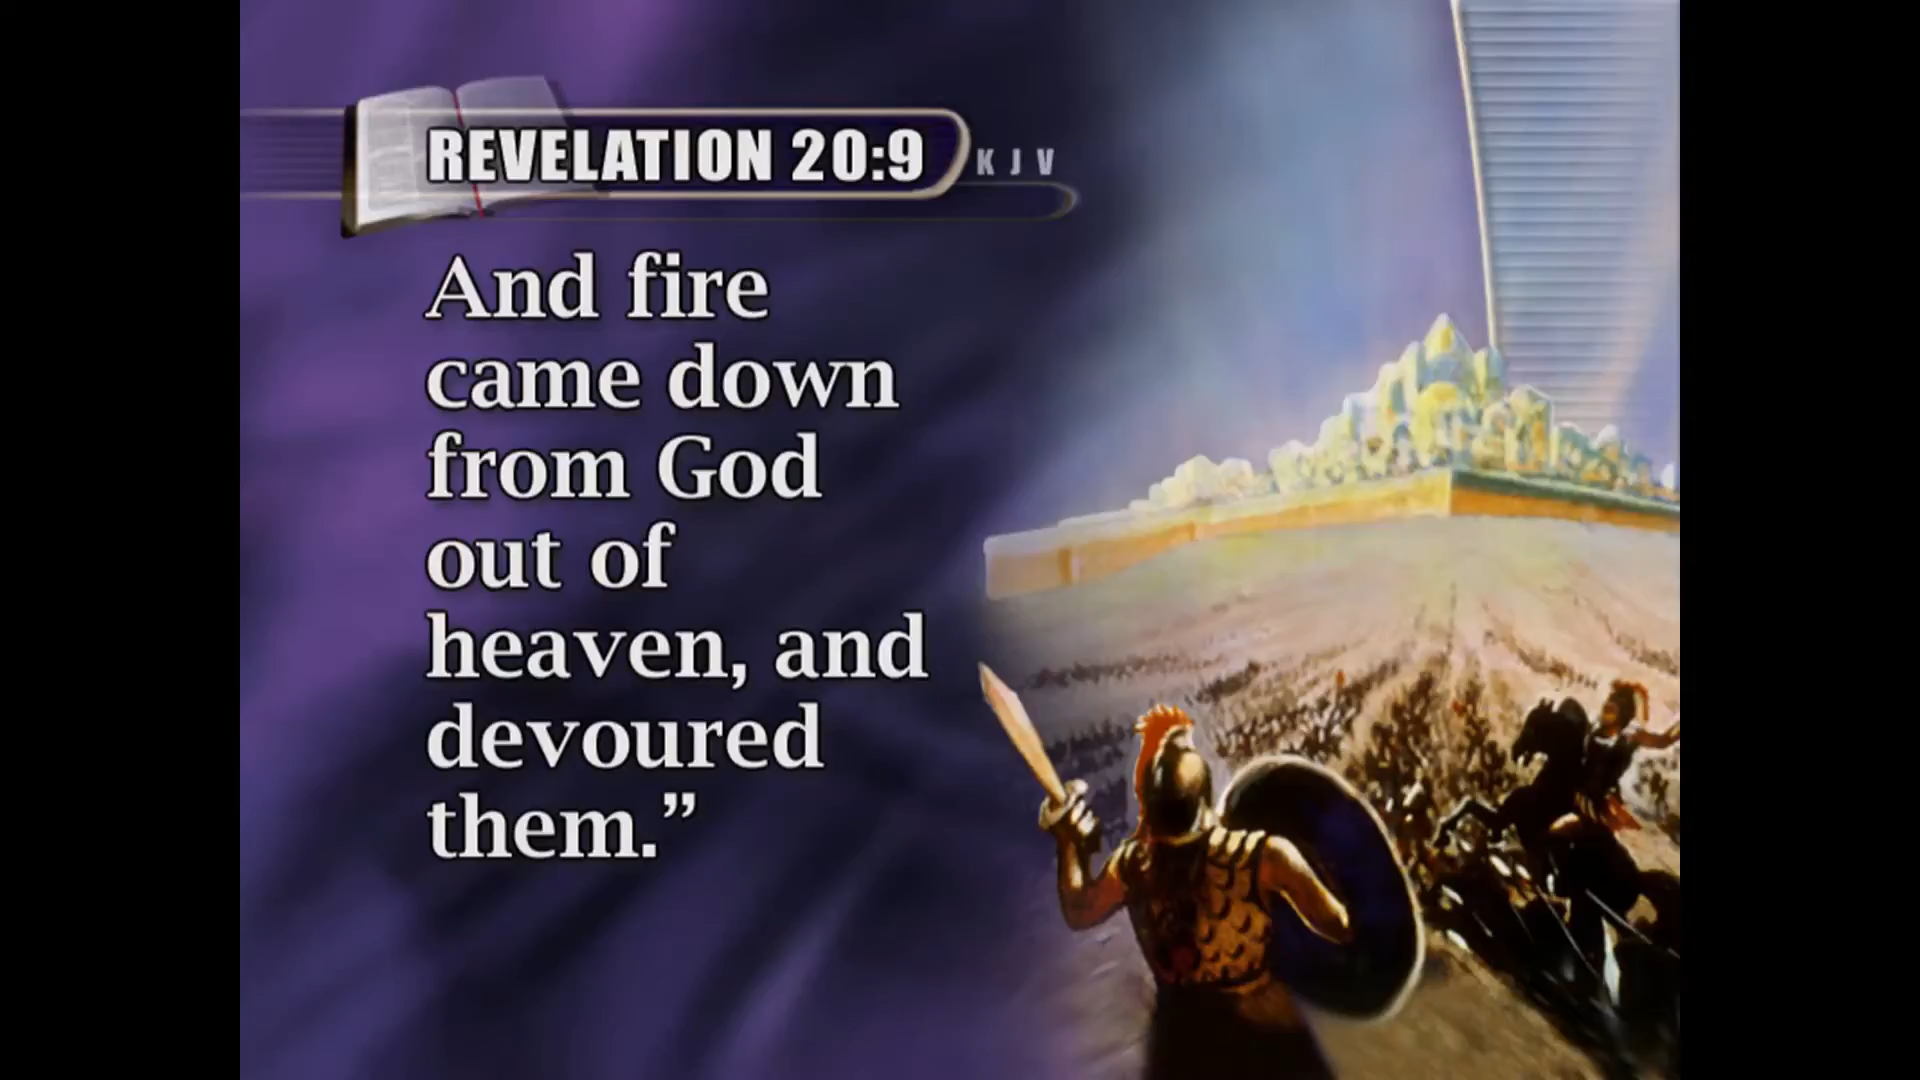 REVELATION 20:9 KJV
And fire
came down
from God
out of
heaven, and
devoured
them.”